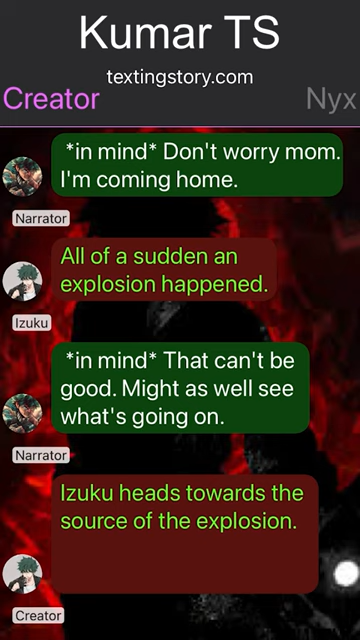 Kumar TS
textingstory.com
Creator
Nyx
*in mind* Don't worry mom.
I'm coming home.
Narrator
All of a sudden an
explosion happened.
Izuku
*in mind* That can't be
good. Might as well see
what's going on.
Narrator
Izuku heads towards the
source of the explosion.
Creator